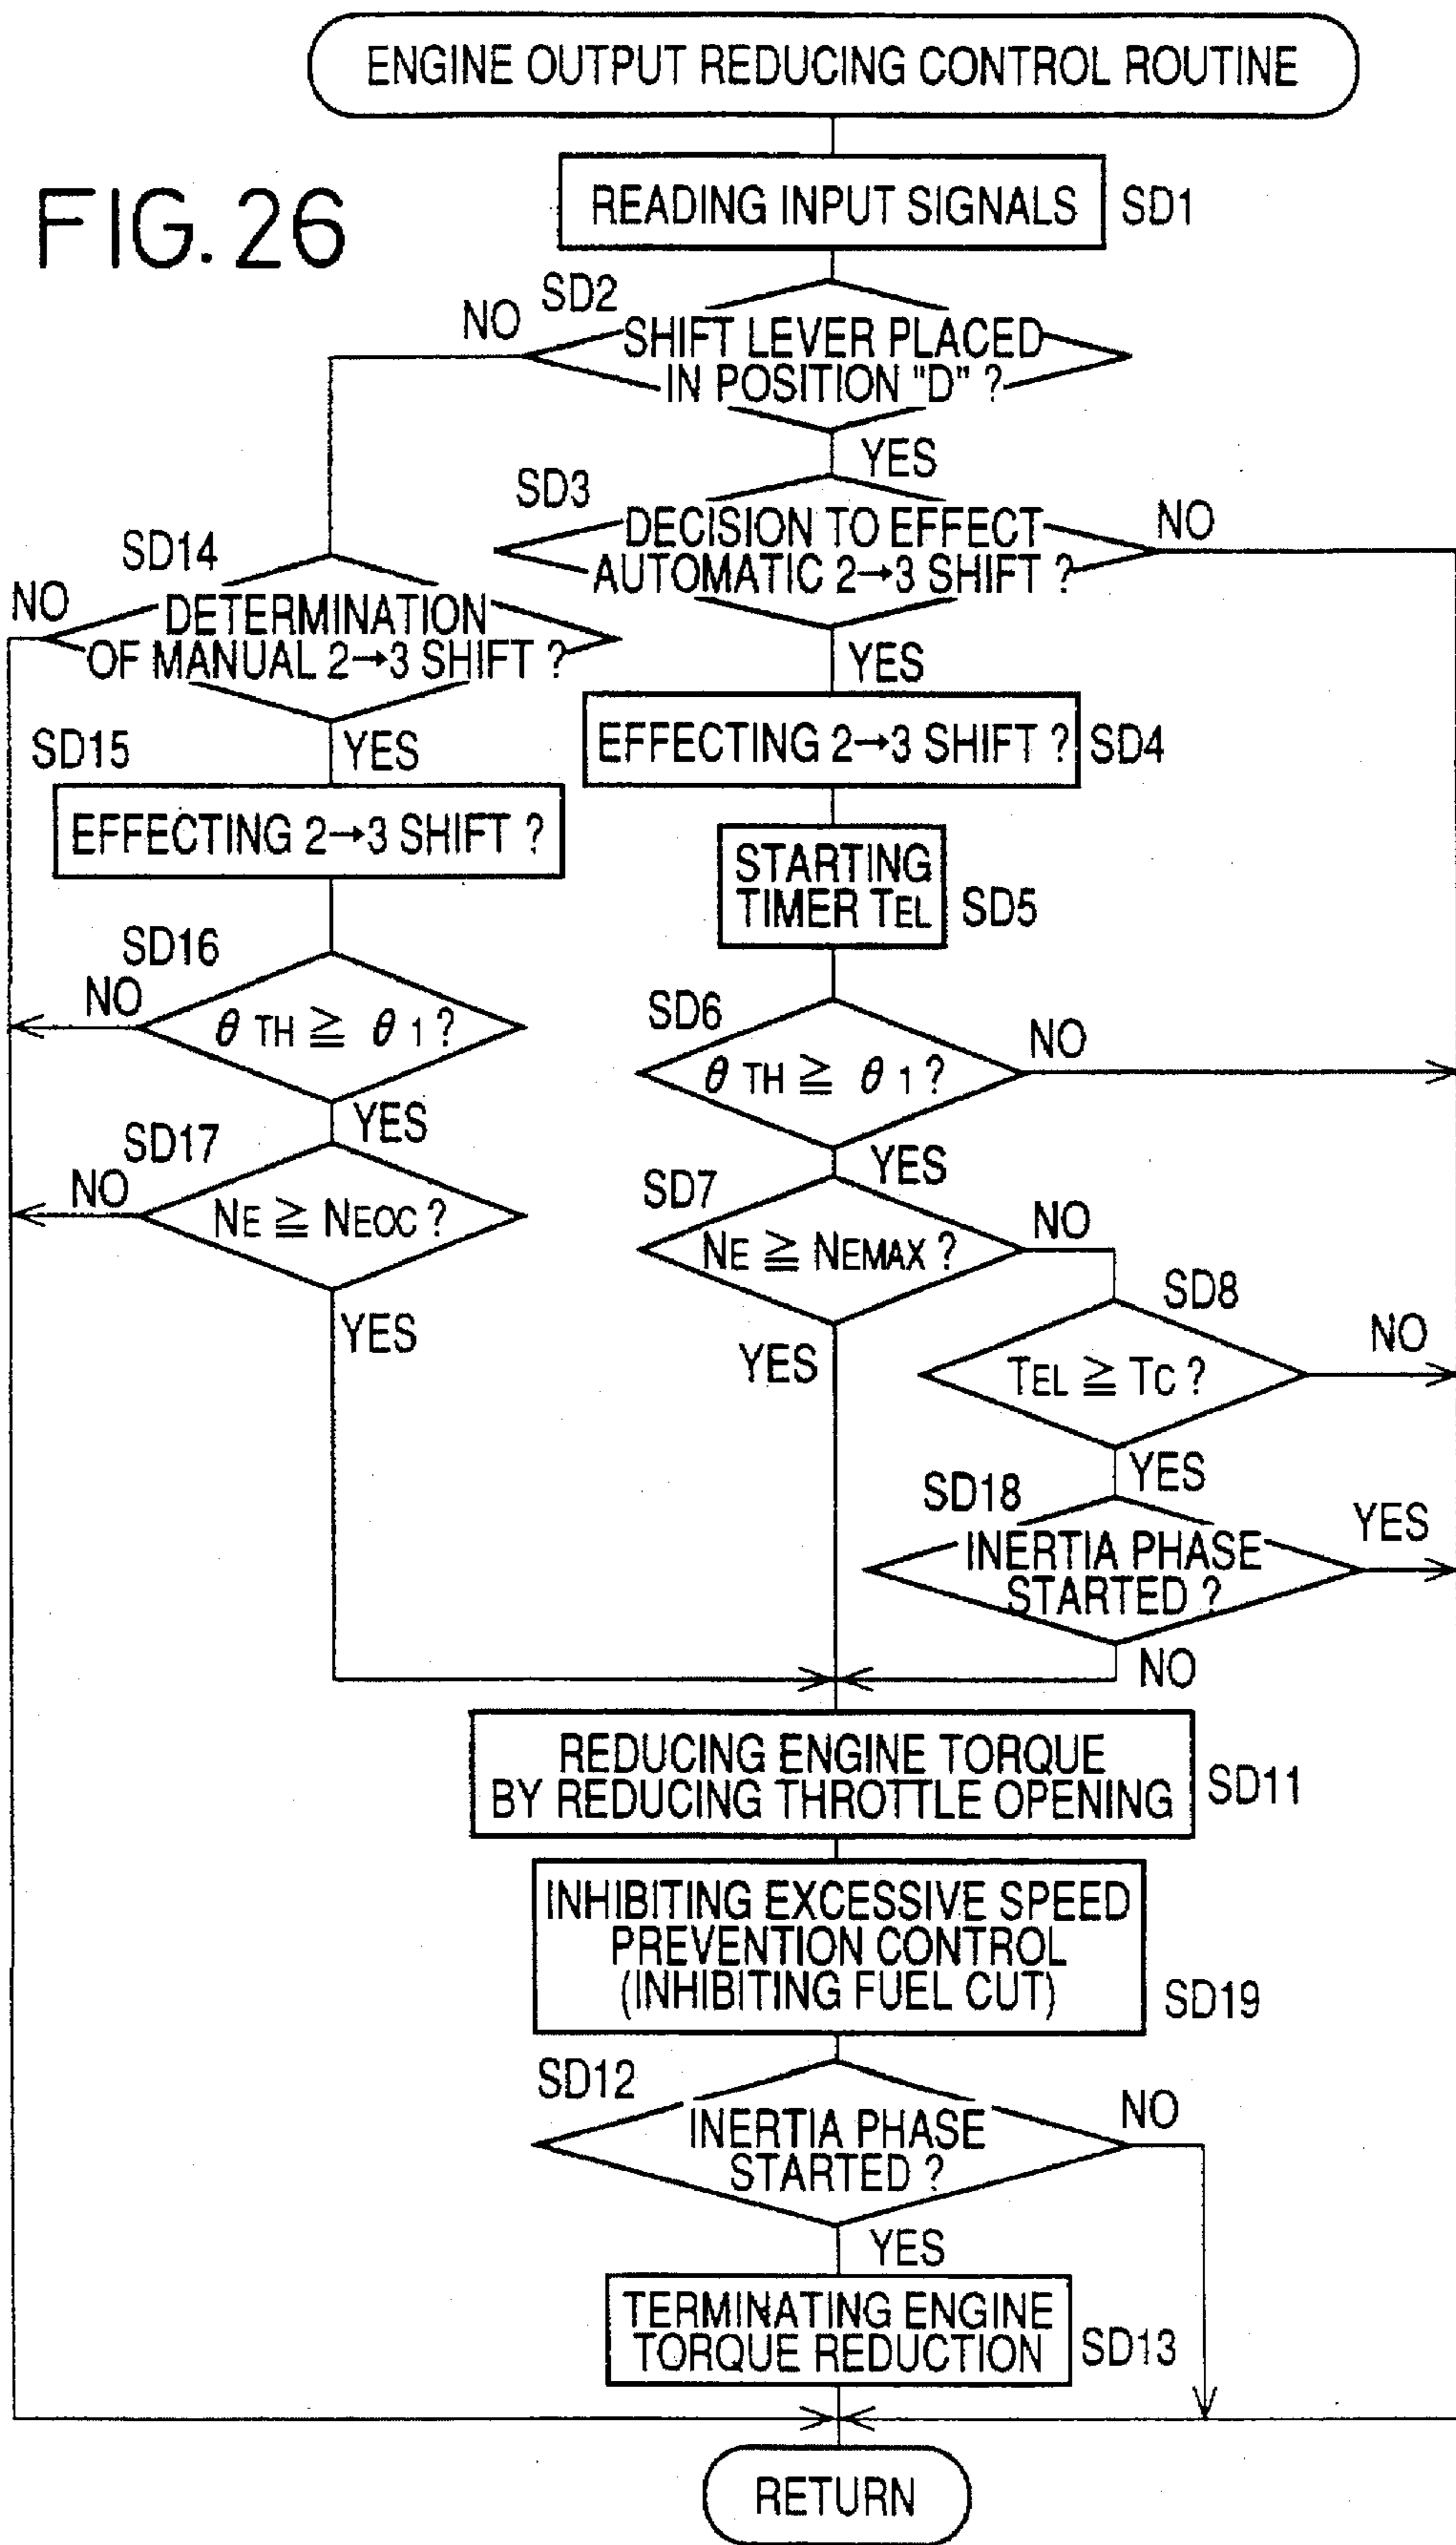 ENGINE OUTPUT REDUCING CONTROL ROUTINE
FIG. 26
READING INPUT SIGNALS
SD1
SD2
NO
SHIFT LEVER PLACED
IN POSITION "D" ?
YES
SD3
DECISION TO EFFECT
AUTOMATIC 2→3 SHIFT ?
NO
SD14
NO
DETERMINATION
OF MANUAL 2→3 SHIFT ?
YES
YES
EFFECTING 2→3 SHIFT ?
SD4
SD15
EFFECTING 2→3 SHIFT ?
STARTING
TIMER TEL
SD5
SD16
NO
θ TH ≧ θ 1 ?
YES
SD6
θ TH ≧ θ 1 ?
NO
YES
SD17
NO
NE ≧ NEOC ?
YES
SD7
NE ≧ NEMAX ?
NO
YES
SD8
TEL ≧ TC ?
NO
YES
SD18
INERTIA PHASE
STARTED ?
YES
NO
REDUCING ENGINE TORQUE
BY REDUCING THROTTLE OPENING
SD11
INHIBITING EXCESSIVE SPEED
PREVENTION CONTROL
(INHIBITING FUEL CUT)
SD19
SD12
INERTIA PHASE
STARTED ?
NO
YES
TERMINATING ENGINE
TORQUE REDUCTION
SD13
RETURN